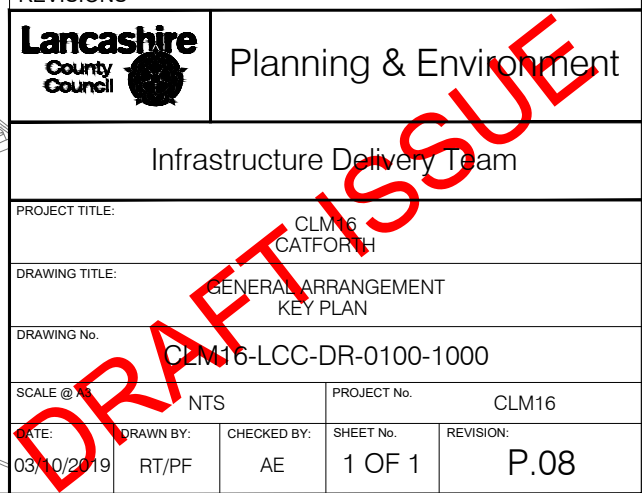 REVISIONS
Lancashire
County
Council
Planning & Environment
Infrastructure Delivery Team
PROJECT TITLE:
CLM16
CATFORTH
DRAWING TITLE:
GENERAL ARRANGEMENT
KEY PLAN
DRAWING No.
CLM16-LCC-DR-0100-1000
SCALE @ A3
NTS
PROJECT No.
CLM16
DATE:
03/10/2019
DRAWN BY:
RT/PF
CHECKED BY:
AE
SHEET No.
1 OF 1
REVISION:
P.08
DRAFT ISSUE